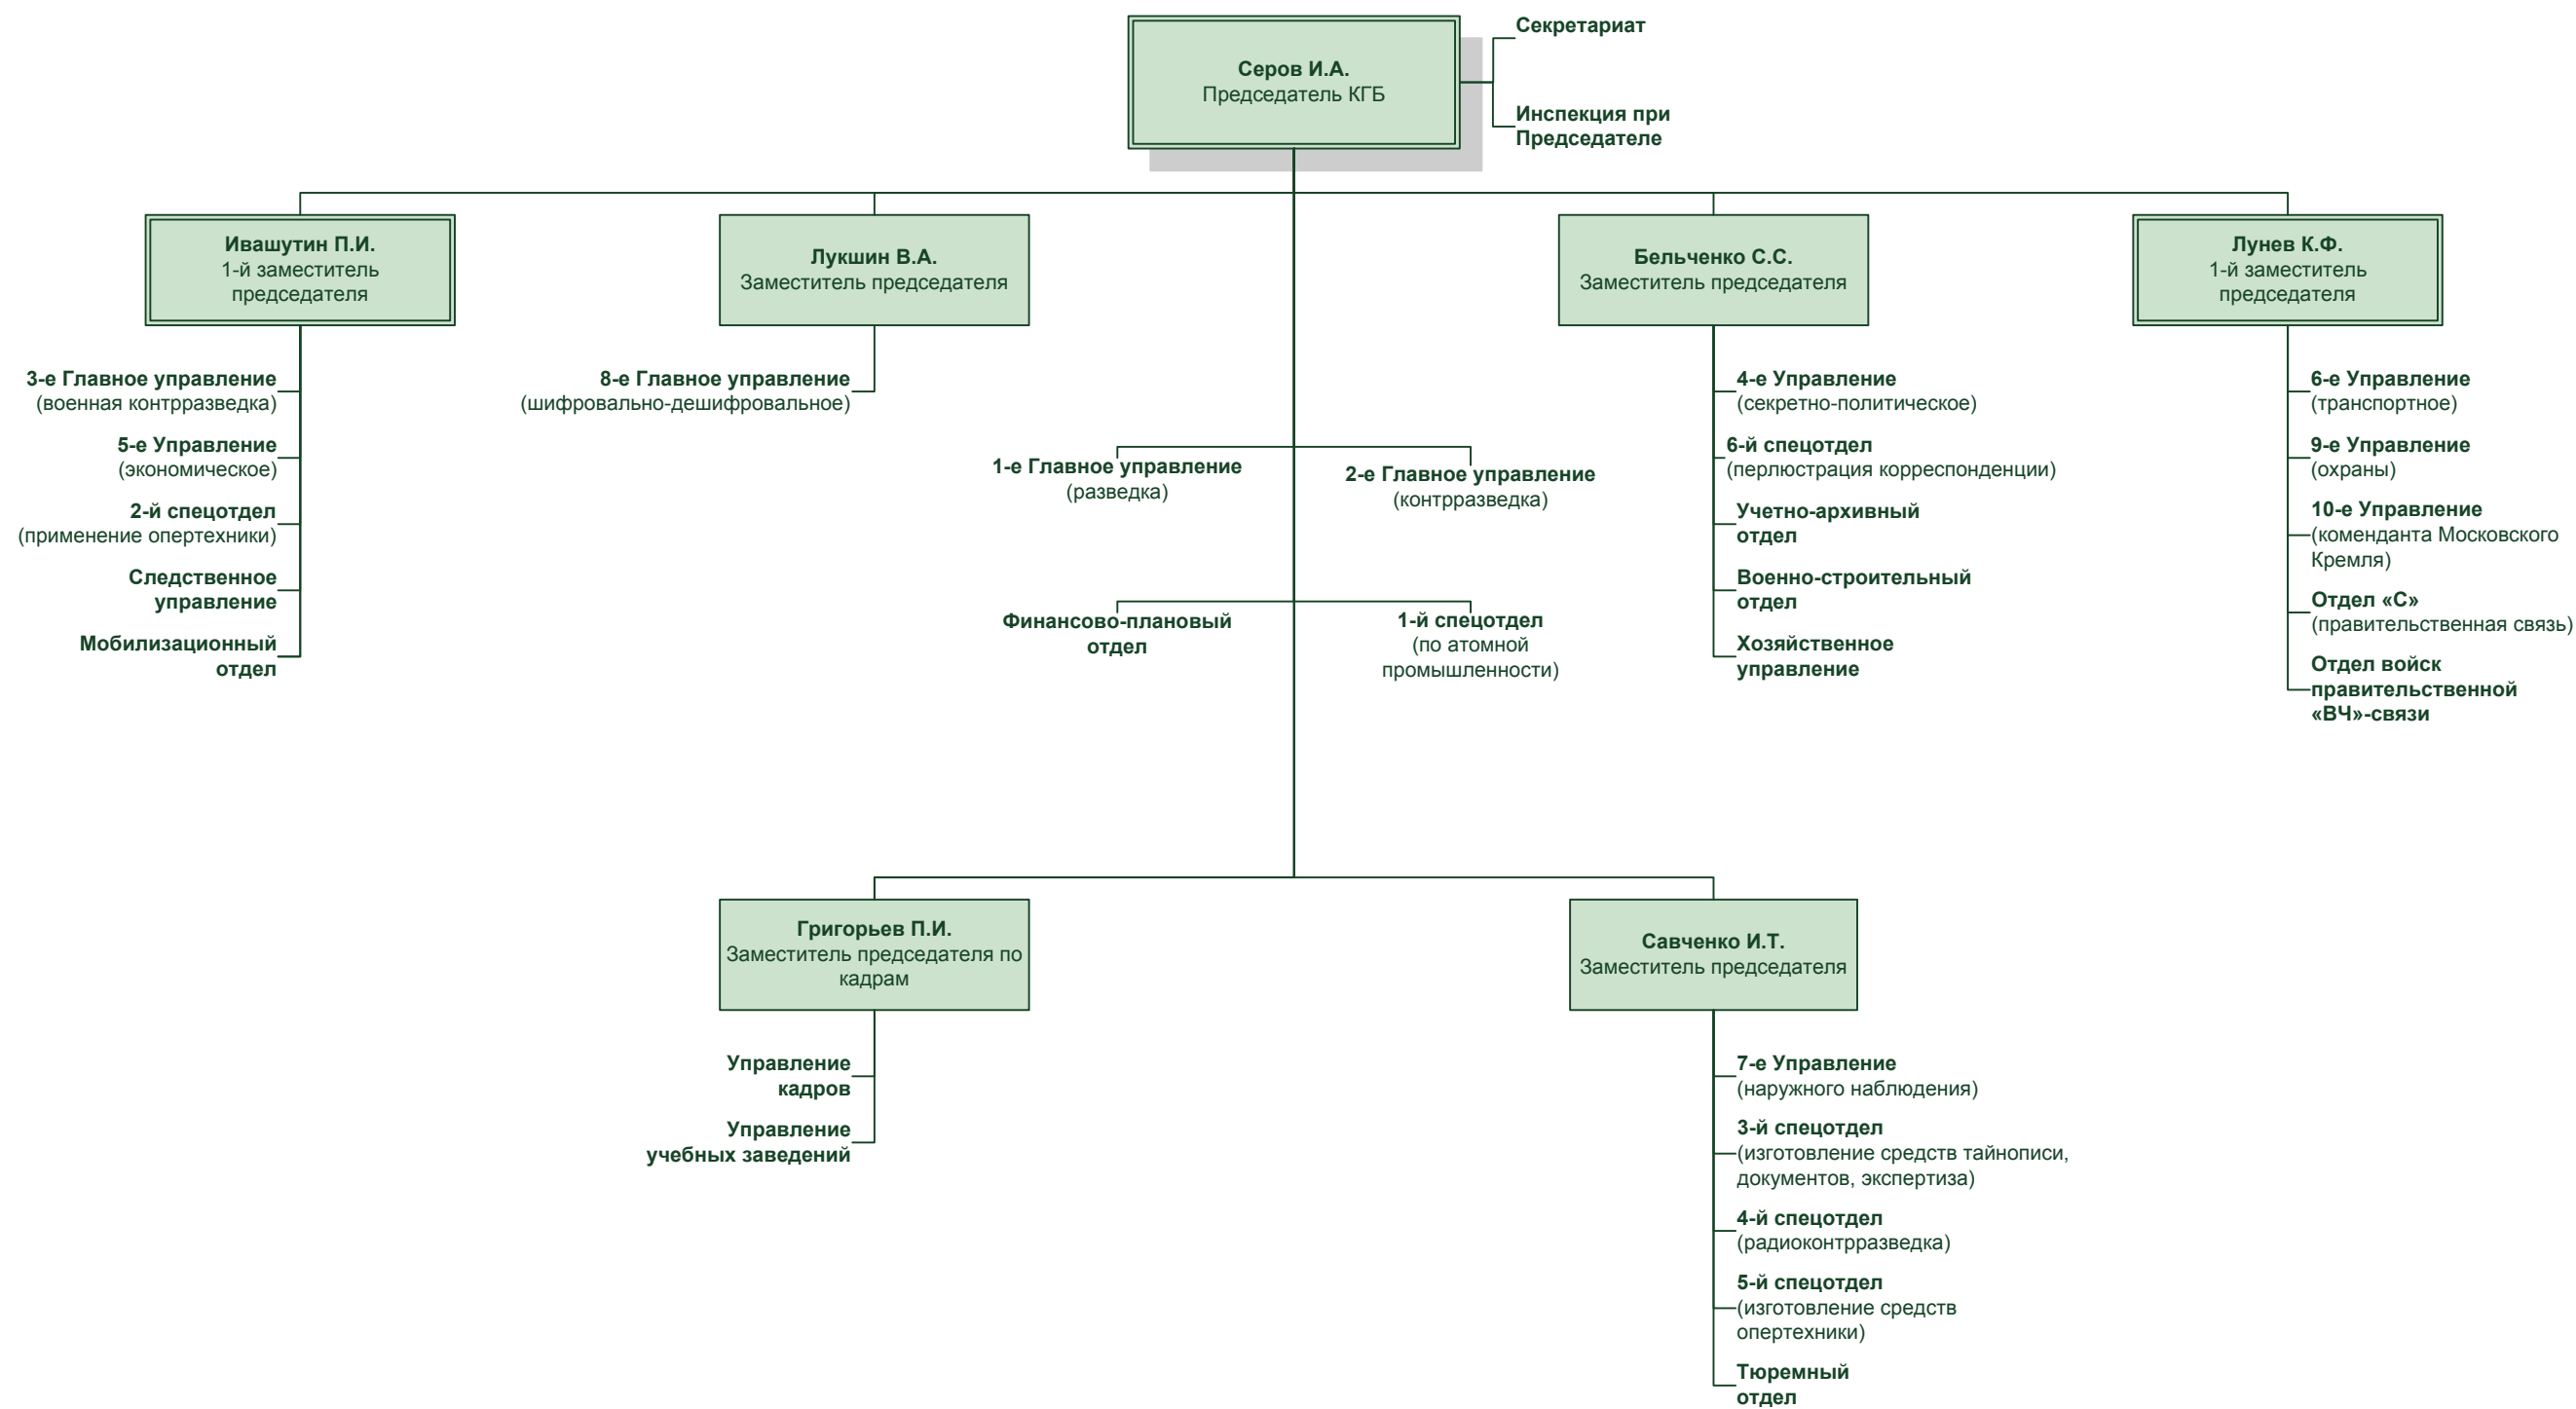 Серов И.А.
Председатель КГБ
Секретариат
Инспекция при
Председателе
Ивашутин П.И.
1-й заместитель
председателя
Лукшин В.А.
Заместитель председателя
Бельченко С.С.
Заместитель председателя
Лунев К.Ф.
1-й заместитель
председателя
3-е Главное управление
(военная контрразведка)
5-е Управление
(экономическое)
2-й спецотдел
(применение опертехники)
Следственное
управление
Мобилизационный
отдел
8-е Главное управление
(шифровально-дешифровальное)
1-е Главное управление
(разведка)
2-е Главное управление
(контрразведка)
Финансово-плановый
отдел
1-й спецотдел
(по атомной
промышленности)
4-е Управление
(секретно-политическое)
6-й спецотдел
(перлюстрация корреспонденции)
Учетно-архивный
отдел
Военно-строительный
отдел
Хозяйственное
управление
6-е Управление
(транспортное)
9-е Управление
(охраны)
10-е Управление
(коменданта Московского
Кремля)
Отдел «С»
(правительственная связь)
Отдел войск
правительственной
«ВЧ»-связи
Григорьев П.И.
Заместитель председателя по
кадрам
Управление
кадров
Управление
учебных заведений
Савченко И.Т.
Заместитель председателя
7-е Управление
(наружного наблюдения)
3-й спецотдел
(изготовление средств тайнописи,
документов, экспертиза)
4-й спецотдел
(радиоконтрразведка)
5-й спецотдел
(изготовление средств
опертехники)
Тюремный
отдел